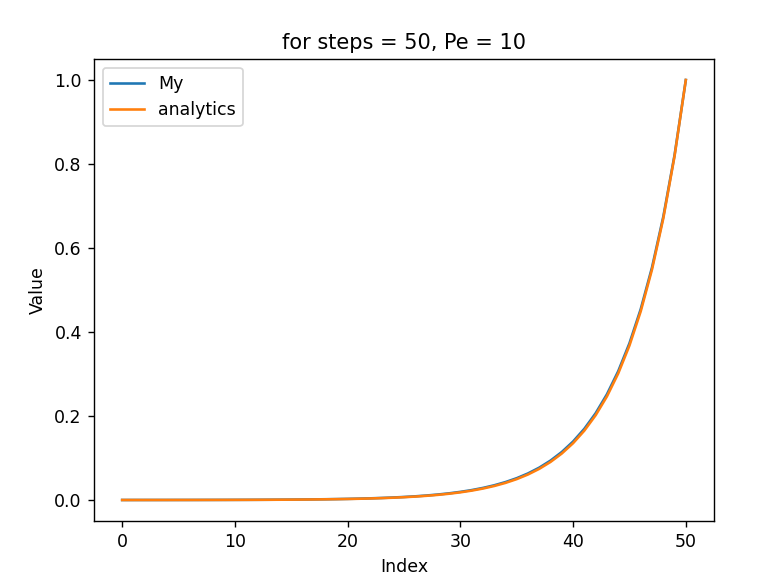 for steps = 50, Pe = 10
My
analytics
1.0
0.8
0.6
0.4
0.2
0.0
Value
0 10 20 30 40 50
Index